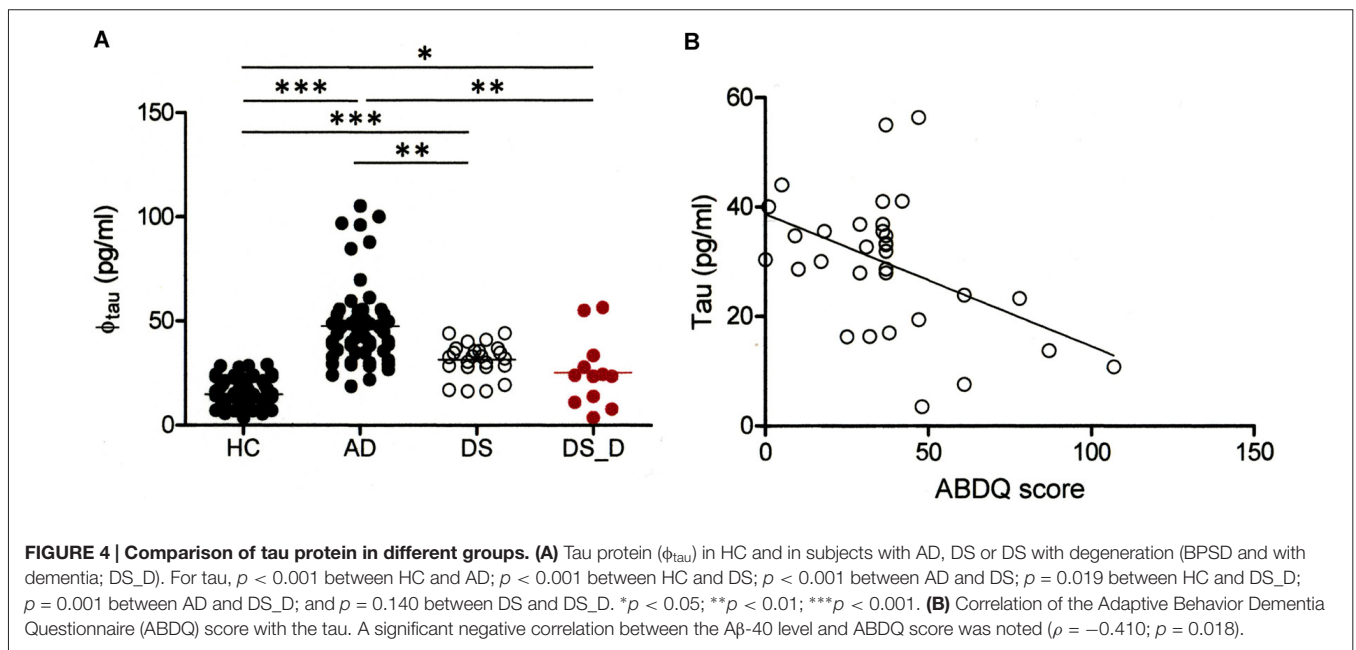 A
*
***
**
***
**
150
100
50
0
ϕtau (pg/ml)
HC
AD
DS
DS_D
B
60
40
20
0
Tau (pg/ml)
0
50
100
150
ABDQ score
FIGURE 4 | Comparison of tau protein in different groups. (A) Tau protein (ϕtau) in HC and in subjects with AD, DS or DS with degeneration (BPSD and with
dementia; DS_D). For tau, p < 0.001 between HC and AD; p < 0.001 between HC and DS; p < 0.001 between AD and DS; p = 0.019 between HC and DS_D;
p = 0.001 between AD and DS_D; and p = 0.140 between DS and DS_D. *p < 0.05; **p < 0.01; ***p < 0.001. (B) Correlation of the Adaptive Behavior Dementia
Questionnaire (ABDQ) score with the tau. A significant negative correlation between the Aβ-40 level and ABDQ score was noted (ρ = −0.410; p = 0.018).